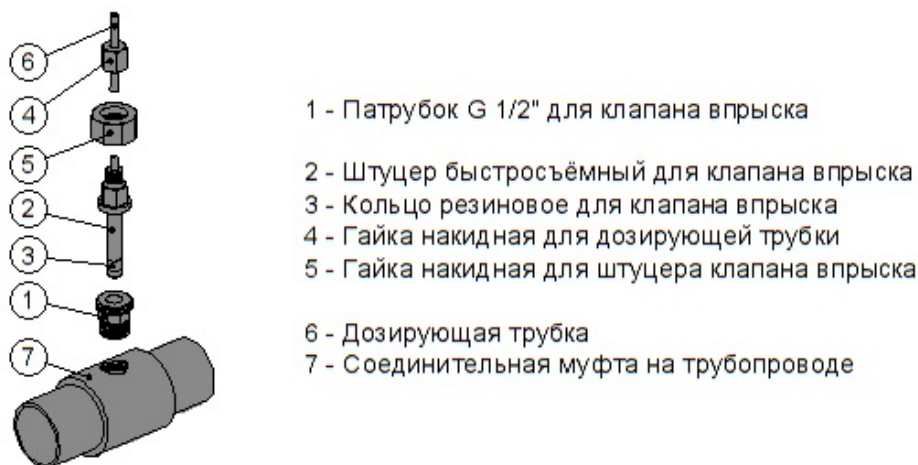 6
4
5
2
3
1
7
1 - Патрубок G 1/2" для клапана впрыска
2 - Штуцер быстросъёмный для клапана впрыска
3 - Кольцо резиновое для клапана впрыска
4 - Гайка накидная для дозирующей трубки
5 - Гайка накидная для штуцера клапана впрыска
6 - Дозирующая трубка
7 - Соединительная муфта на трубопроводе